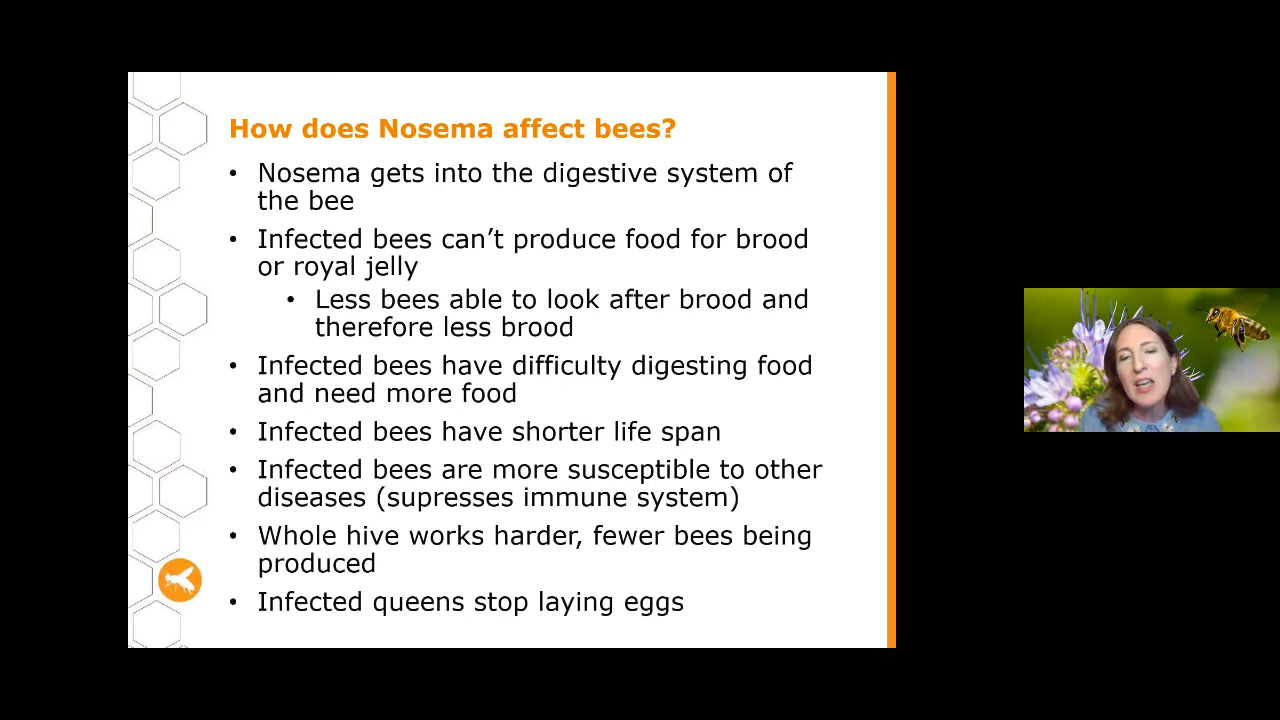 How does Nosema affect bees?
• Nosema gets into the digestive system of
the bee
• Infected bees can’t produce food for brood
or royal jelly
• Less bees able to look after brood and
therefore less brood
• Infected bees have difficulty digesting food
and need more food
• Infected bees have shorter life span
• Infected bees are more susceptible to other
diseases (supresses immune system)
• Whole hive works harder, fewer bees being
produced
• Infected queens stop laying eggs